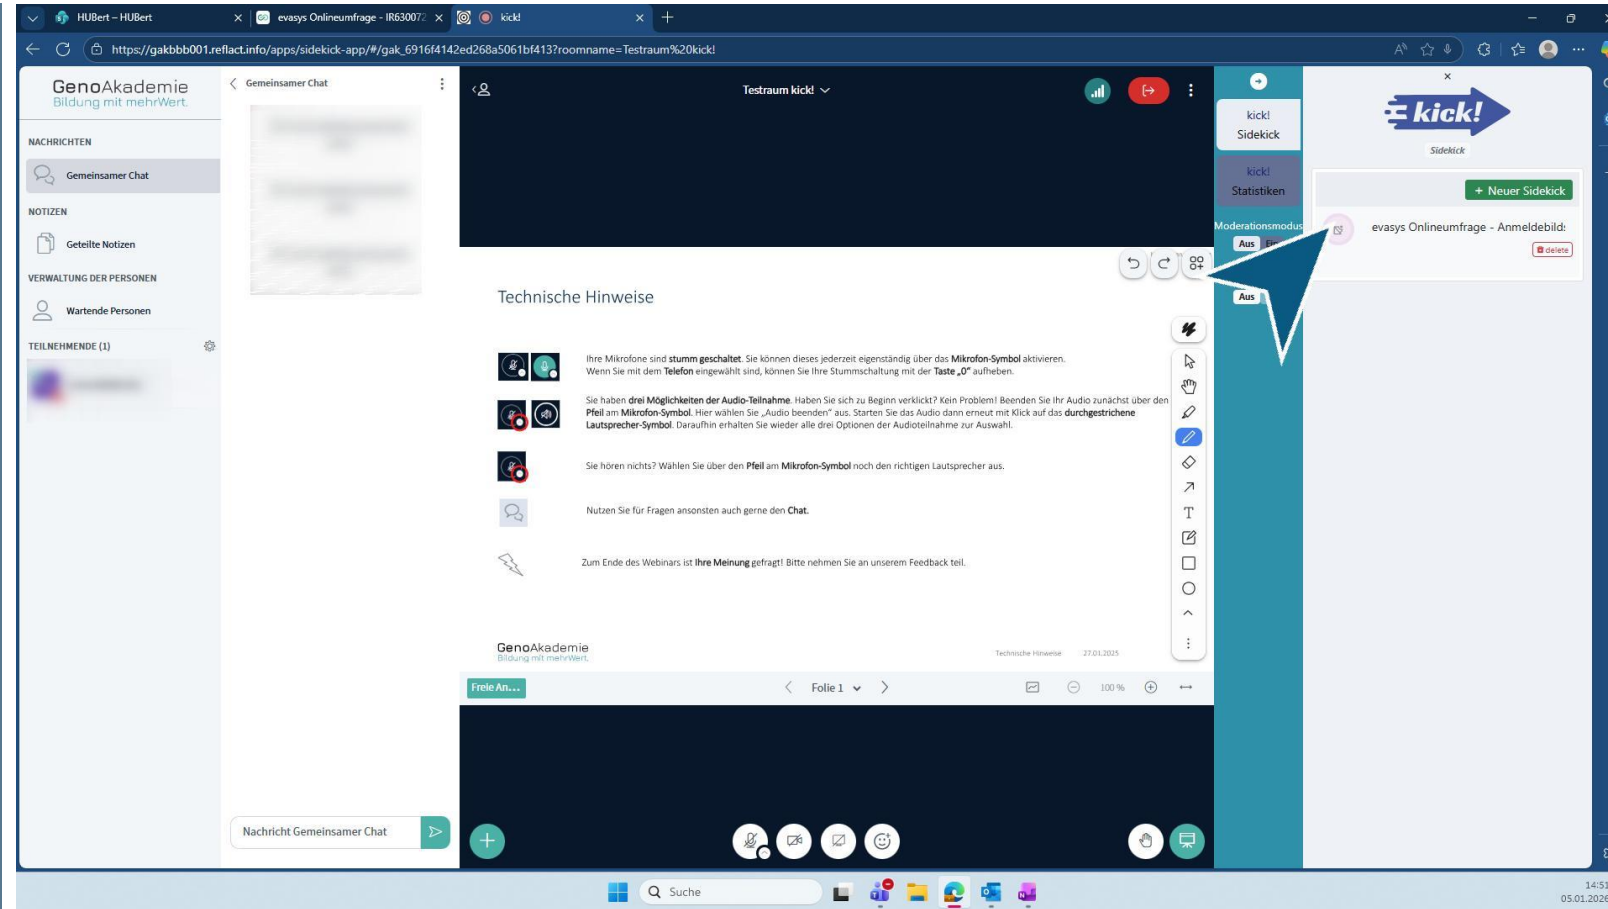 HUBert – HUBert
evasys Onlineumfrage - IR630072
kick!
https://gakbbb001.reflact.info/apps/sidekick-app/#/gak_6916f4142ed268a5061bf413?roomname=Testraum%20kick!
GenoAkademie
Bildung mit mehrWert.
NACHRICHTEN
Gemeinsamer Chat
NOTIZEN
Geteilte Notizen
VERWALTUNG DER PERSONEN
Wartende Personen
TEILNEHMENDE (1)
Gemeinsamer Chat
Nachricht Gemeinsamer Chat
Testraum kick!
Technische Hinweise
Ihre Mikrofone sind stumm geschaltet. Sie können dieses jederzeit eigenständig über das Mikrofon-Symbol aktivieren.
Wenn Sie mit dem Telefon eingewählt sind, können Sie Ihre Stummschaltung mit der Taste „0“ aufheben.
Sie haben drei Möglichkeiten der Audio-Teilnahme. Haben Sie sich zu Beginn verklickt? Kein Problem! Beenden Sie Ihr Audio zunächst über den
Pfeil am Mikrofon-Symbol. Hier wählen Sie „Audio beenden“ aus. Starten Sie das Audio dann erneut mit Klick auf das durchgestrichene
Lautsprecher-Symbol. Daraufhin erhalten Sie wieder alle drei Optionen der Audioteilnahme zur Auswahl.
Sie hören nichts? Wählen Sie über den Pfeil am Mikrofon-Symbol noch den richtigen Lautsprecher aus.
Nutzen Sie für Fragen ansonsten auch gerne den Chat.
Zum Ende des Webinars ist Ihre Meinung gefragt! Bitte nehmen Sie an unserem Feedback teil.
GenoAkademie
Bildung mit mehrWert.
Technische Hinweise 27.01.2025
T
Freie An...
Folie 1
100 %
kick!
Sidekick
kick!
Statistiken
Moderationsmodus
Aus
Aus
kick!
Sidekick
+ Neuer Sidekick
evasys Onlineumfrage - Anmeldebild:
delete
Suche
14:51
05.01.2026